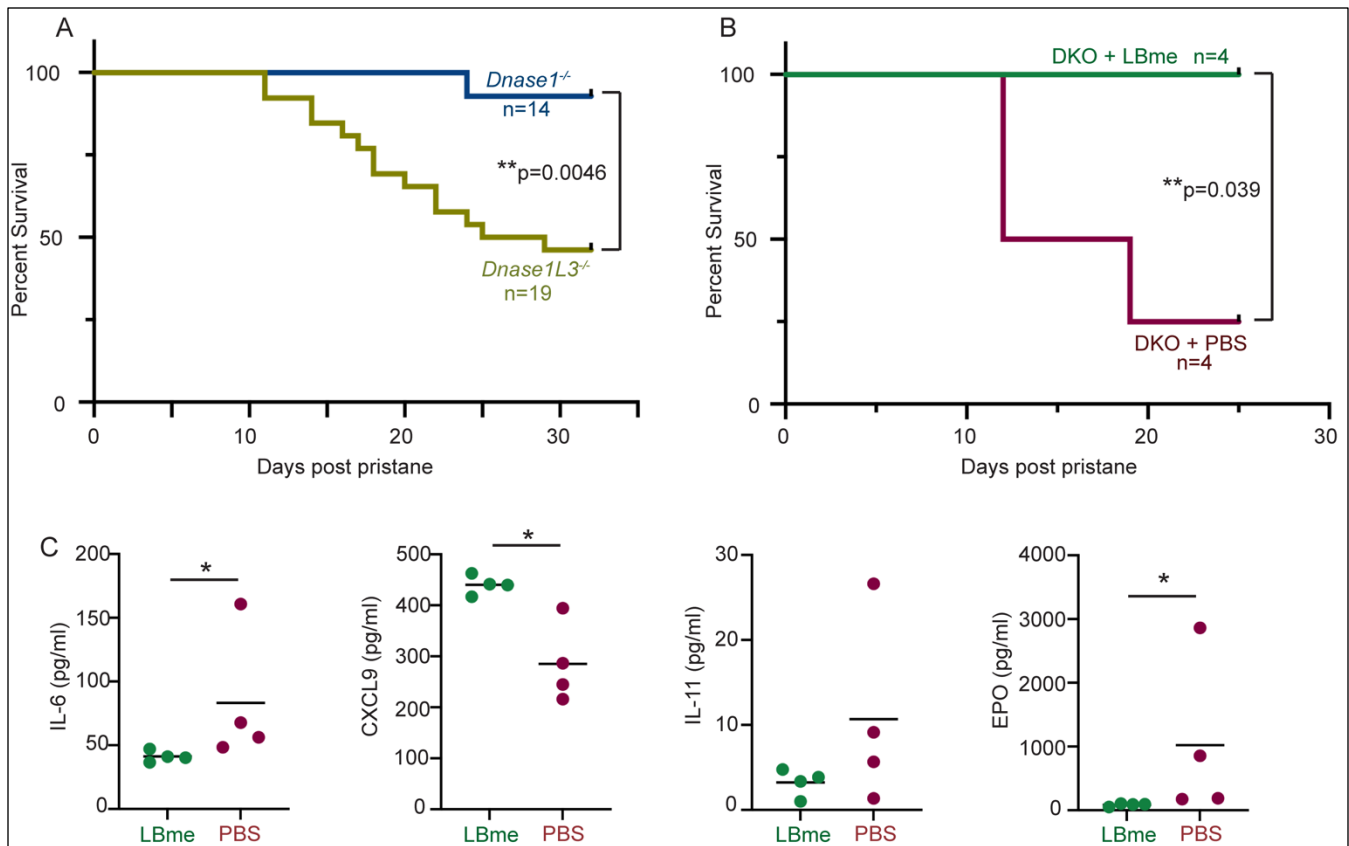 A
Percent Survival
100
50
0
0 10 20 30
Days post pristane
Dnase1-/-
n=14
**p=0.0046
Dnase1L3-/-
n=19
B
Percent Survival
100
50
0
0 10 20 30
Days post pristane
DKO + LBme n=4
**p=0.039
DKO + PBS
n=4
C
IL-6 (pg/ml)
200
150
100
50
0
*
LBme PBS
CXCL9 (pg/ml)
500
400
300
200
100
0
*
LBme PBS
IL-11 (pg/ml)
30
20
10
0
LBme PBS
EPO (pg/ml)
4000
3000
2000
1000
0
*
LBme PBS